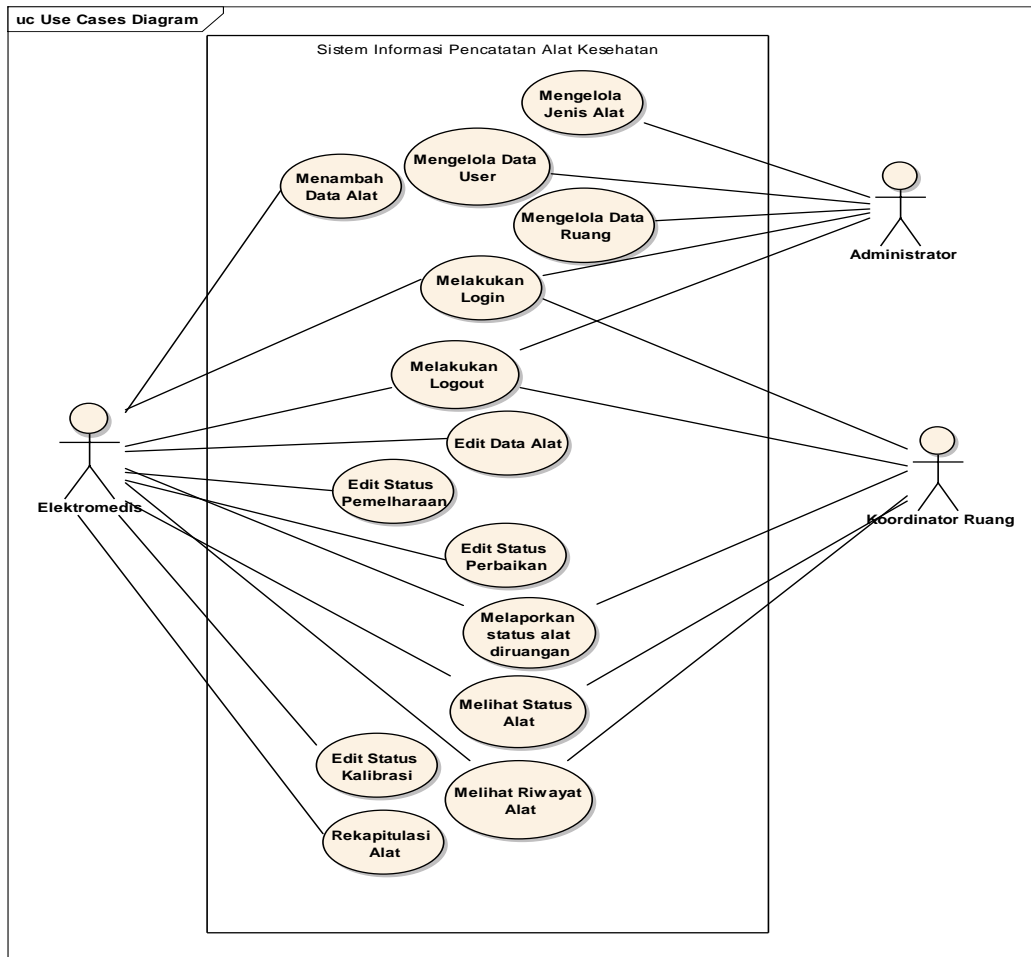 uc Use Cases Diagram
Sistem Informasi Pencatatan Alat Kesehatan
Mengelola
Jenis Alat
Mengelola Data
User
Menambah
Data Alat
Mengelola Data
Ruang
Administrator
Melakukan
Login
Melakukan
Logout
Edit Data Alat
Edit Status
Pemelharaan
Elektromedis
Koordinator Ruang
Edit Status
Perbaikan
Melaporkan
status alat
diruangan
Melihat Status
Alat
Edit Status
Kalibrasi
Melihat Riwayat
Alat
Rekapitulasi
Alat